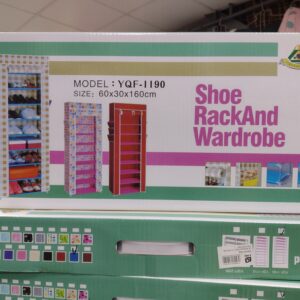 MODEL: YQF-1190
SIZE: 60x30x160cm
Shoe
RackAnd
Wardrobe